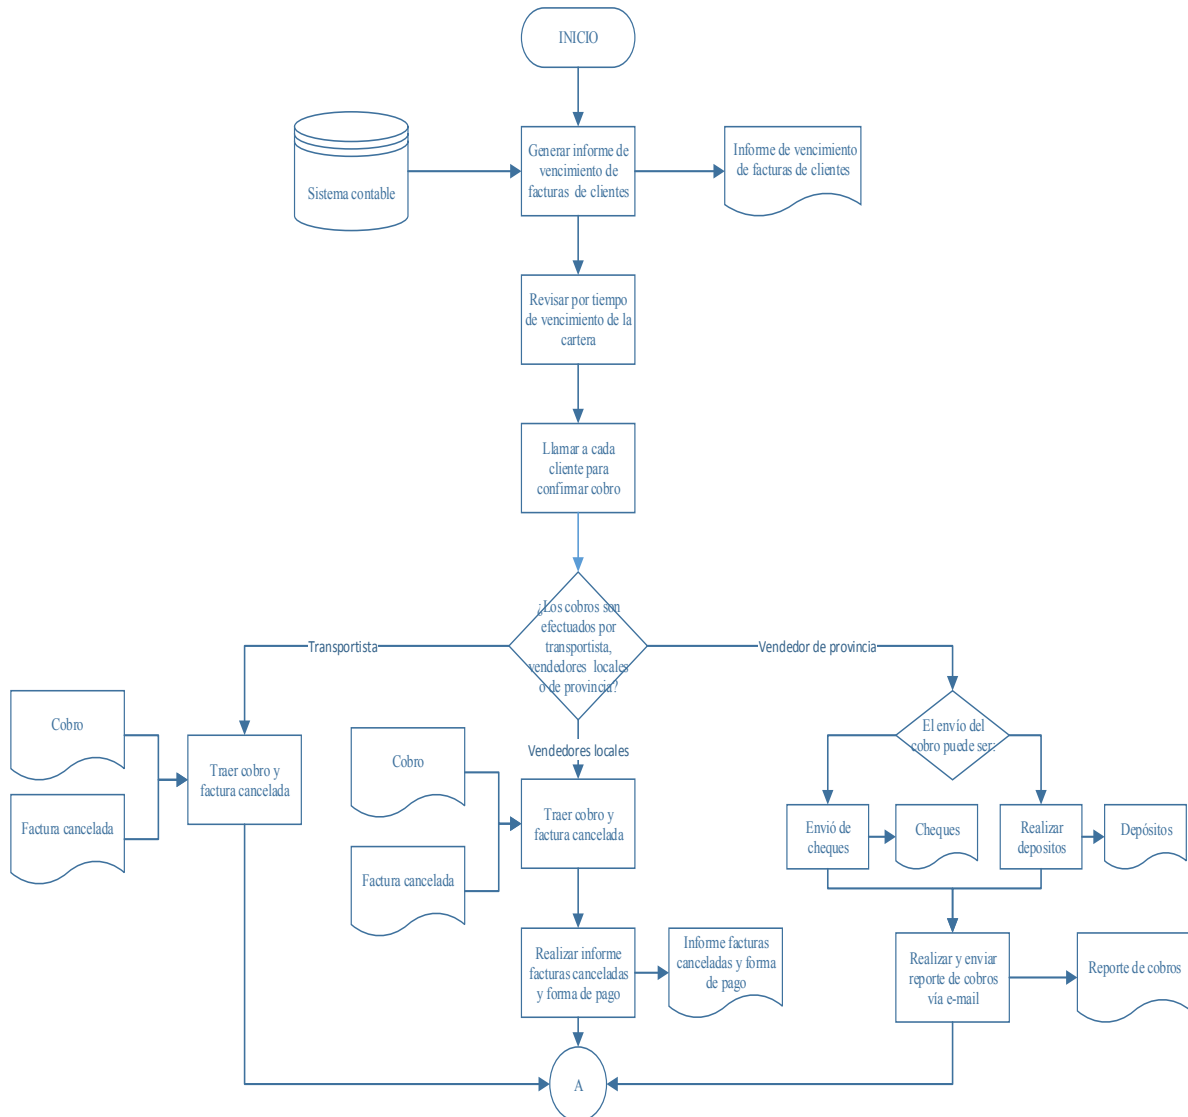 INICIO
Sistema contable
Generar informe de
vencimiento de
facturas de clientes
Informe de vencimiento
de facturas de clientes
Revisar por tiempo
de vencimiento de la
cartera
Llamar a cada
cliente para
confirmar cobro
¿Los cobros son
efectuados por
transportista,
vendedores locales
o de provincia?
Transportista
Vendedor de provincia
Vendedores locales
Cobro
Factura cancelada
Traer cobro y
factura cancelada
Cobro
Factura cancelada
Traer cobro y
factura cancelada
El envío del
cobro puede ser:
Envió de
cheques
Cheques
Realizar
depositos
Depósitos
Realizar informe
facturas canceladas
y forma de pago
Informe facturas
canceladas y forma
de pago
Realizar y enviar
reporte de cobros
vía e-mail
Reporte de cobros
A